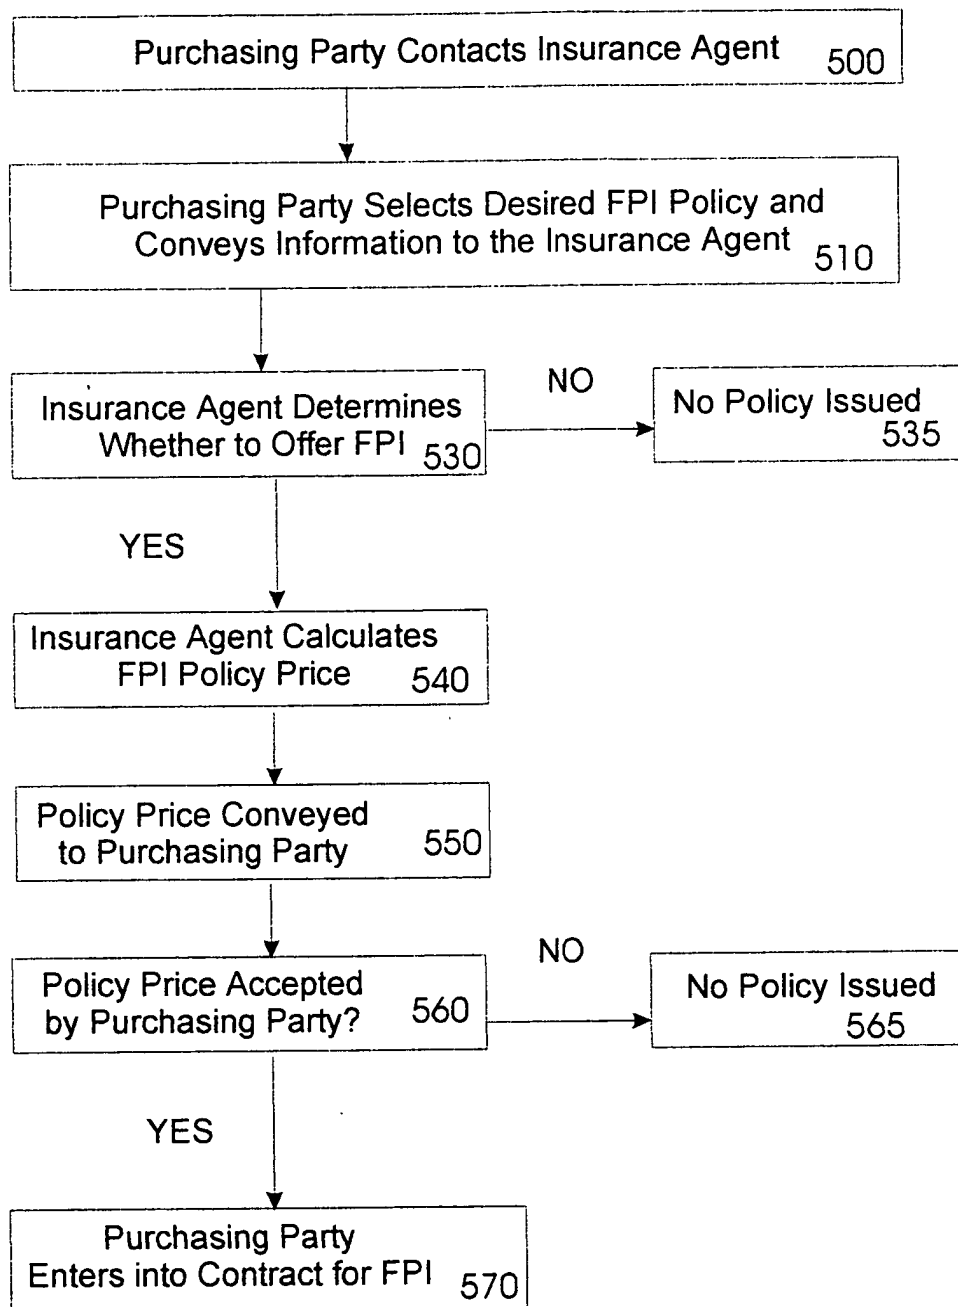 Purchasing Party Contacts Insurance Agent 500
Purchasing Party Selects Desired FPI Policy and
Conveys Information to the Insurance Agent 510
Insurance Agent Determines
Whether to Offer FPI 530
NO
No Policy Issued
535
YES
Insurance Agent Calculates
FPI Policy Price 540
Policy Price Conveyed
to Purchasing Party 550
Policy Price Accepted
by Purchasing Party? 560
NO
No Policy Issued
565
YES
Purchasing Party
Enters into Contract for FPI 570